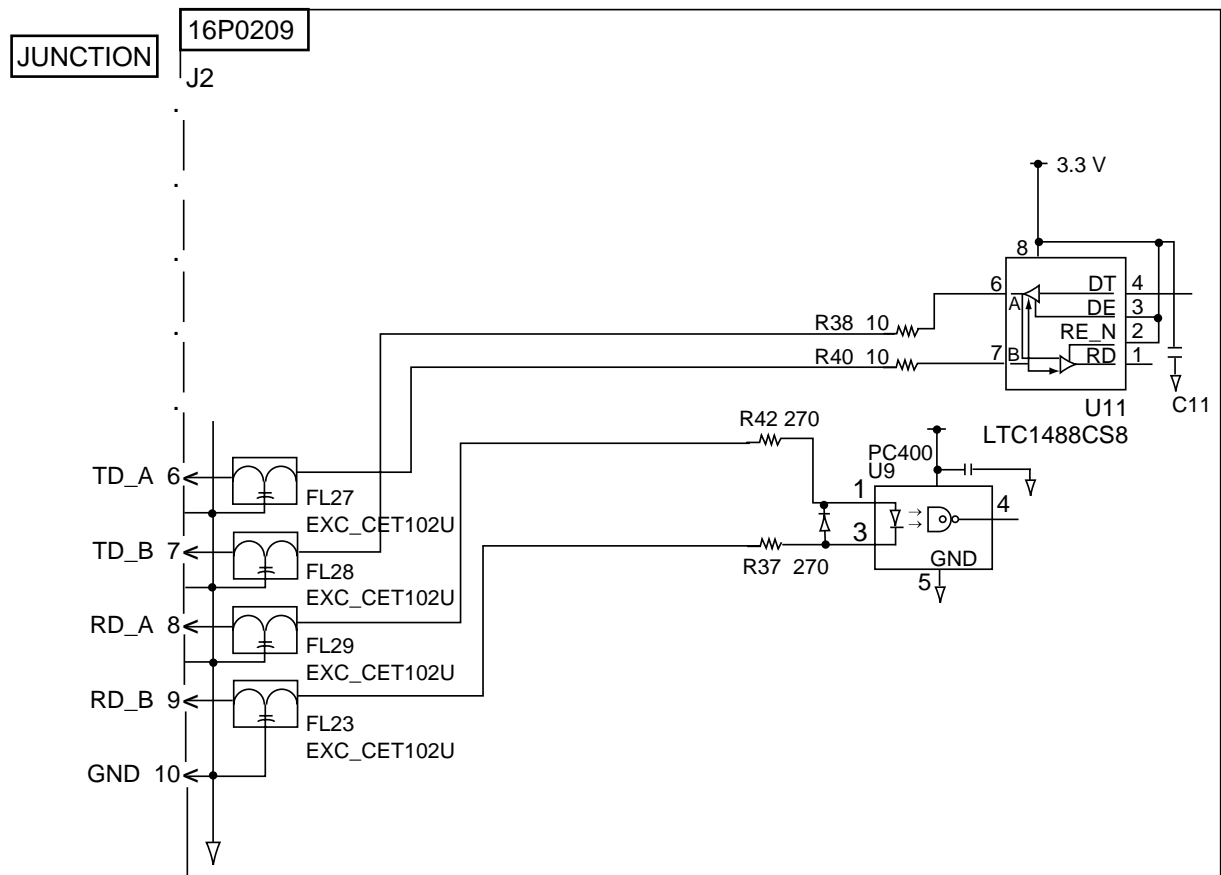 16P0209
JUNCTION
J2
3.3 V
8
6 DT 4
A
DE 3
R38 10
RE_N 2
7 B RD 1
R40 10
U11 C11
LTC1488CS8
R42 270
PC400
U9
TD_A 6
1
4
FL27
EXC_CET102U
3
TD_B 7
GND
R37 270
FL28
5
EXC_CET102U
RD_A 8
FL29
EXC_CET102U
RD_B 9
FL23
EXC_CET102U
GND 10